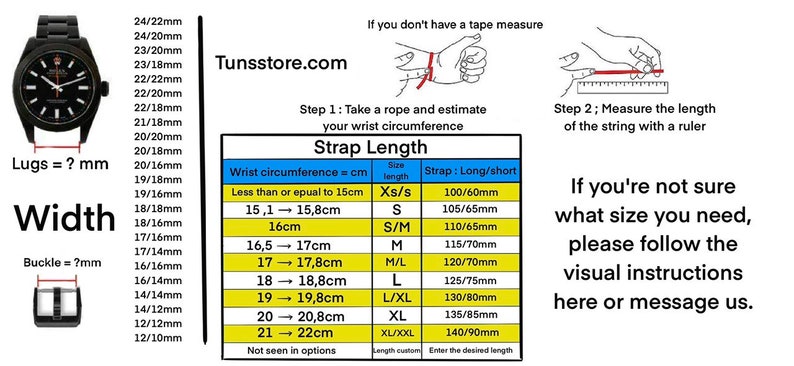 Lugs = ? mm
Width
Buckle = ?mm
24/22mm
24/20mm
23/20mm
23/18mm
22/22mm
22/20mm
22/18mm
21/18mm
20/20mm
20/18mm
20/16mm
19/18mm
19/16mm
18/18mm
18/16mm
17/16mm
17/14mm
16/16mm
16/14mm
14/14mm
14/12mm
12/12mm
12/10mm
Tunsstore.com
If you don't have a tape measure
Step 1 : Take a rope and estimate
your wrist circumference
Step 2 ; Measure the length
of the string with a ruler
Strap Length
Wrist circumference = cm Size length Strap : Long/short
Less than or epual to 15cm Xs/s 100/60mm
15 ,1 → 15,8cm S 105/65mm
16cm S/M 110/65mm
16,5 → 17cm M 115/70mm
17 → 17,8cm M/L 120/70mm
18 → 18,8cm L 125/75mm
19 → 19,8cm L/XL 130/80mm
20 → 20,8cm XL 135/85mm
21 → 22cm XL/XXL 140/90mm
Not seen in options Length custom Enter the desired length
If you're not sure
what size you need,
please follow the
visual instructions
here or message us.